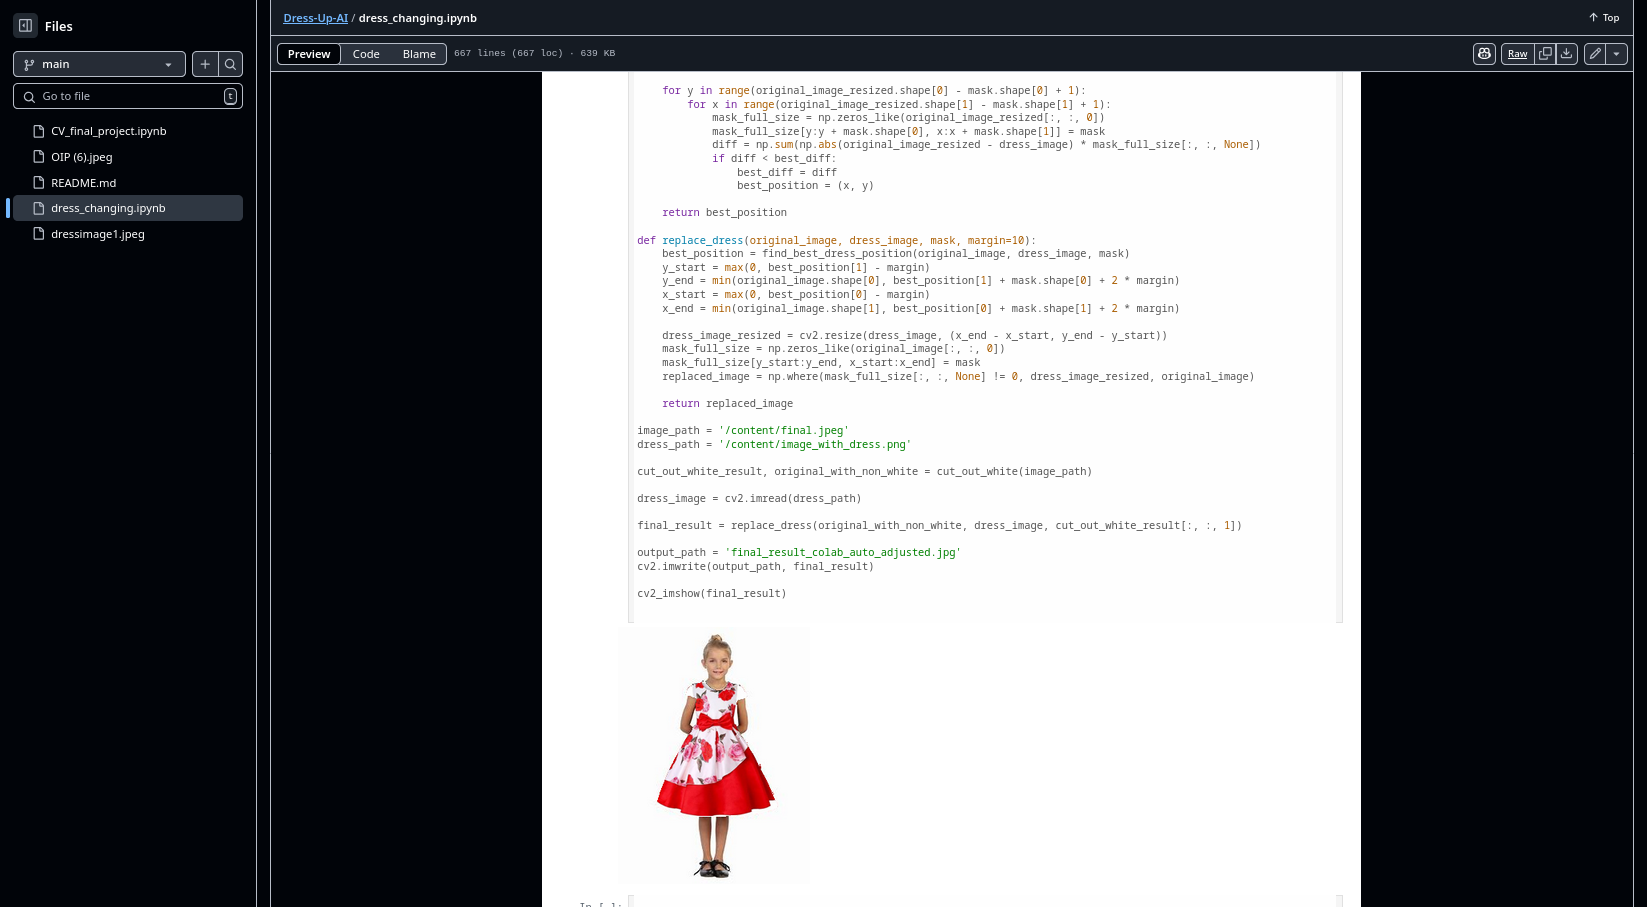 Files
main
Go to file
t
CV_final_project.ipynb
OIP (6).jpeg
README.md
dress_changing.ipynb
dressimage1.jpeg
Dress-Up-AI / dress_changing.ipynb
Top
Preview Code Blame 667 lines (667 loc) · 639 KB
Raw
for y in range(original_image_resized.shape[0] - mask.shape[0] + 1):
for x in range(original_image_resized.shape[1] - mask.shape[1] + 1):
mask_full_size = np.zeros_like(original_image_resized[:, :, 0])
mask_full_size[y:y + mask.shape[0], x:x + mask.shape[1]] = mask
diff = np.sum(np.abs(original_image_resized - dress_image) * mask_full_size[:, :, None])
if diff < best_diff:
best_diff = diff
best_position = (x, y)
return best_position
def replace_dress(original_image, dress_image, mask, margin=10):
best_position = find_best_dress_position(original_image, dress_image, mask)
y_start = max(0, best_position[1] - margin)
y_end = min(original_image.shape[0], best_position[1] + mask.shape[0] + 2 * margin)
x_start = max(0, best_position[0] - margin)
x_end = min(original_image.shape[1], best_position[0] + mask.shape[1] + 2 * margin)
dress_image_resized = cv2.resize(dress_image, (x_end - x_start, y_end - y_start))
mask_full_size = np.zeros_like(original_image[:, :, 0])
mask_full_size[y_start:y_end, x_start:x_end] = mask
replaced_image = np.where(mask_full_size[:, :, None] != 0, dress_image_resized, original_image)
return replaced_image
image_path = '/content/final.jpeg'
dress_path = '/content/image_with_dress.png'
cut_out_white_result, original_with_non_white = cut_out_white(image_path)
dress_image = cv2.imread(dress_path)
final_result = replace_dress(original_with_non_white, dress_image, cut_out_white_result[:, :, 1])
output_path = 'final_result_colab_auto_adjusted.jpg'
cv2.imwrite(output_path, final_result)
cv2_imshow(final_result)
In [ ]: